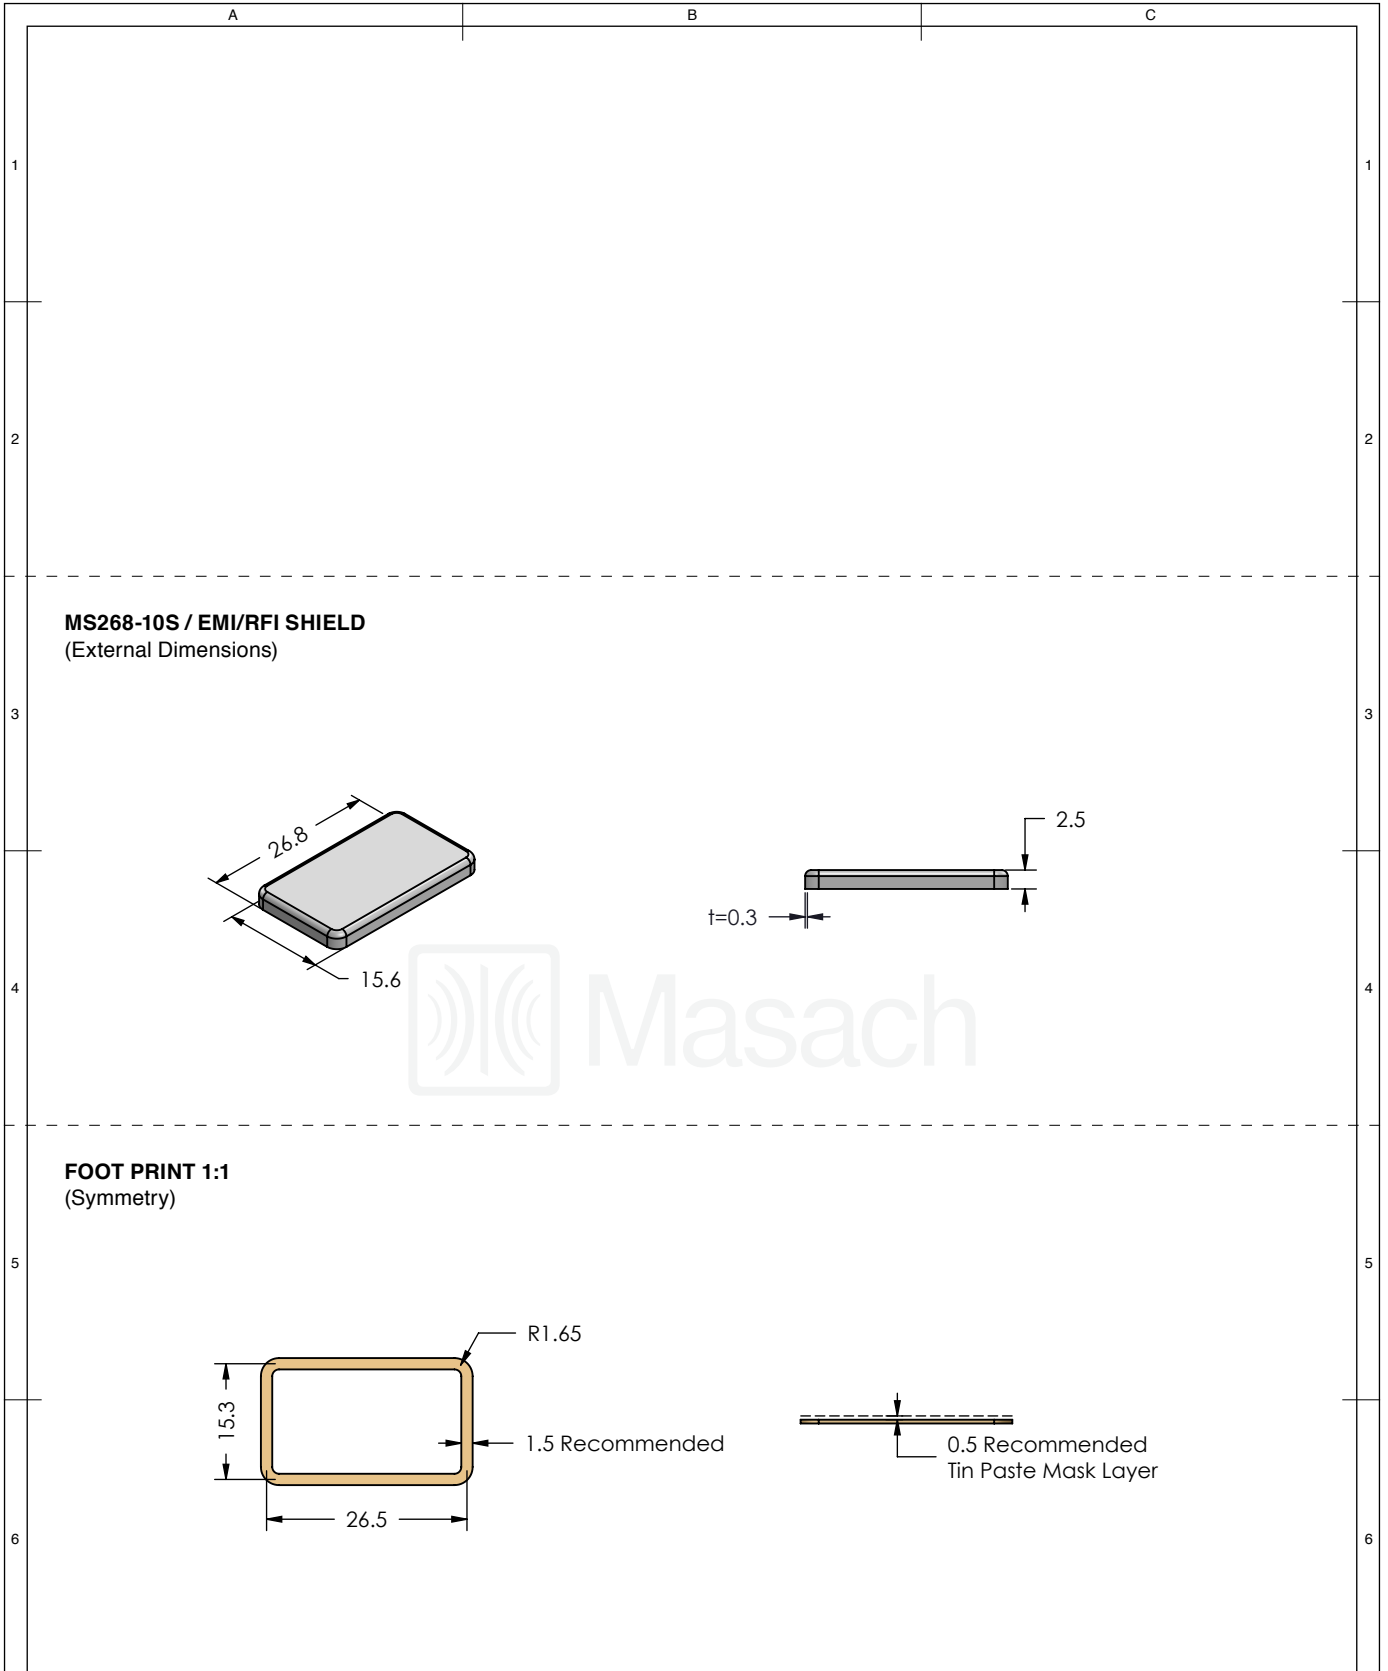 A B C
1 1
2 2
MS268-10S / EMI/RFI SHIELD
(External Dimensions)
3 3
26.8
2.5
t=0.3
15.6
4 4
Masach
FOOT PRINT 1:1
(Symmetry)
5 5
R1.65
15.3
1.5 Recommended
0.5 Recommended
Tin Paste Mask Layer
26.5
6 6